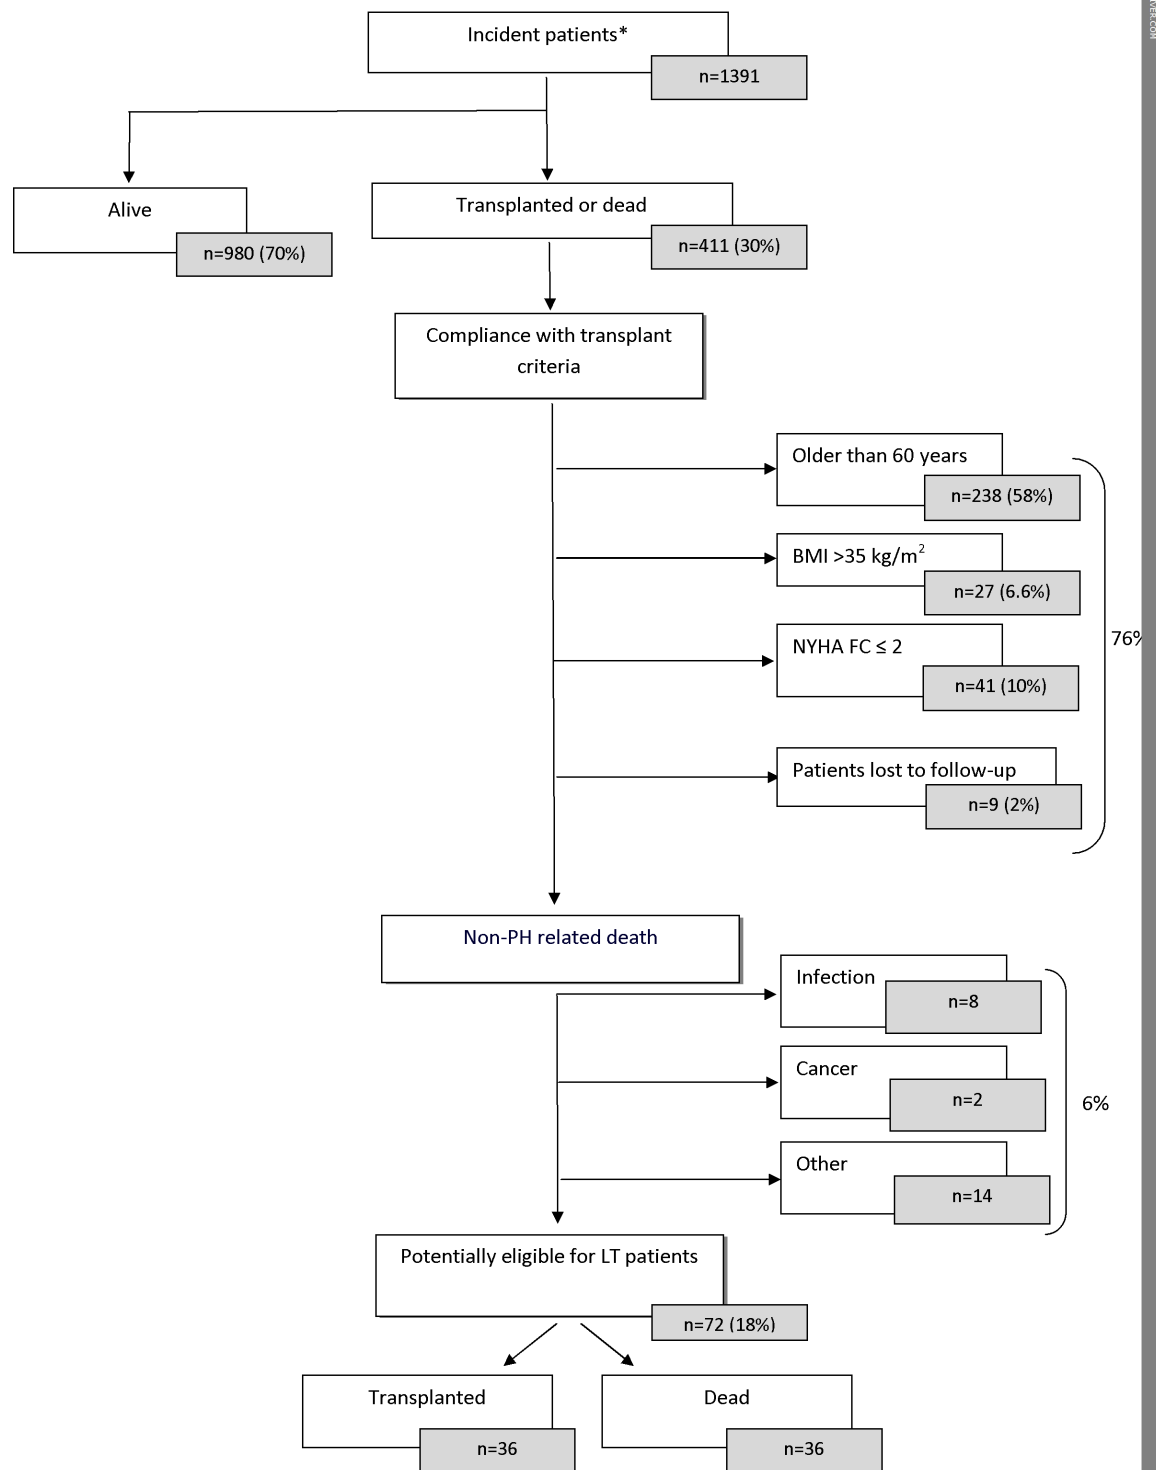 Incident patients*
n=1391
Alive
n=980 (70%)
Transplanted or dead
n=411 (30%)
Compliance with transplant
criteria
Older than 60 years
n=238 (58%)
BMI >35 kg/m²
n=27 (6.6%)
NYHA FC ≤ 2
n=41 (10%)
Patients lost to follow-up
n=9 (2%)
76%
Non-PH related death
Infection
n=8
Cancer
n=2
Other
n=14
6%
Potentially eligible for LT patients
n=72 (18%)
Transplanted
n=36
Dead
n=36